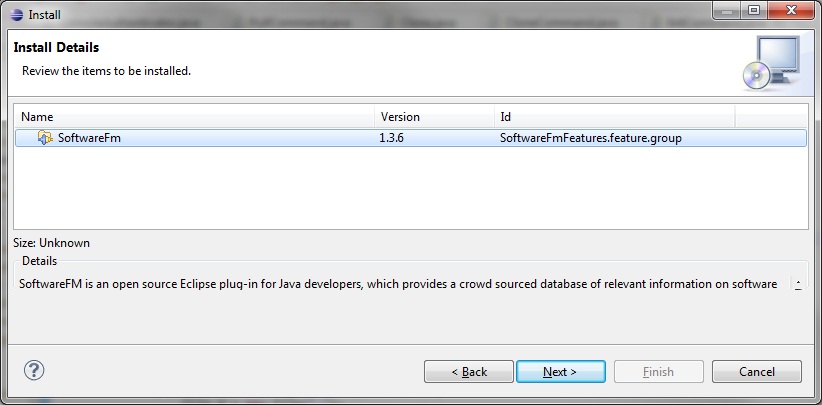 Install
Install Details
Review the items to be installed.
Name Version Id
SoftwareFm 1.3.6 SoftwareFmFeatures.feature.group
Size: Unknown
Details
SoftwareFM is an open source Eclipse plug-in for Java developers, which provides a crowd sourced database of relevant information on software
< Back Next > Finish Cancel